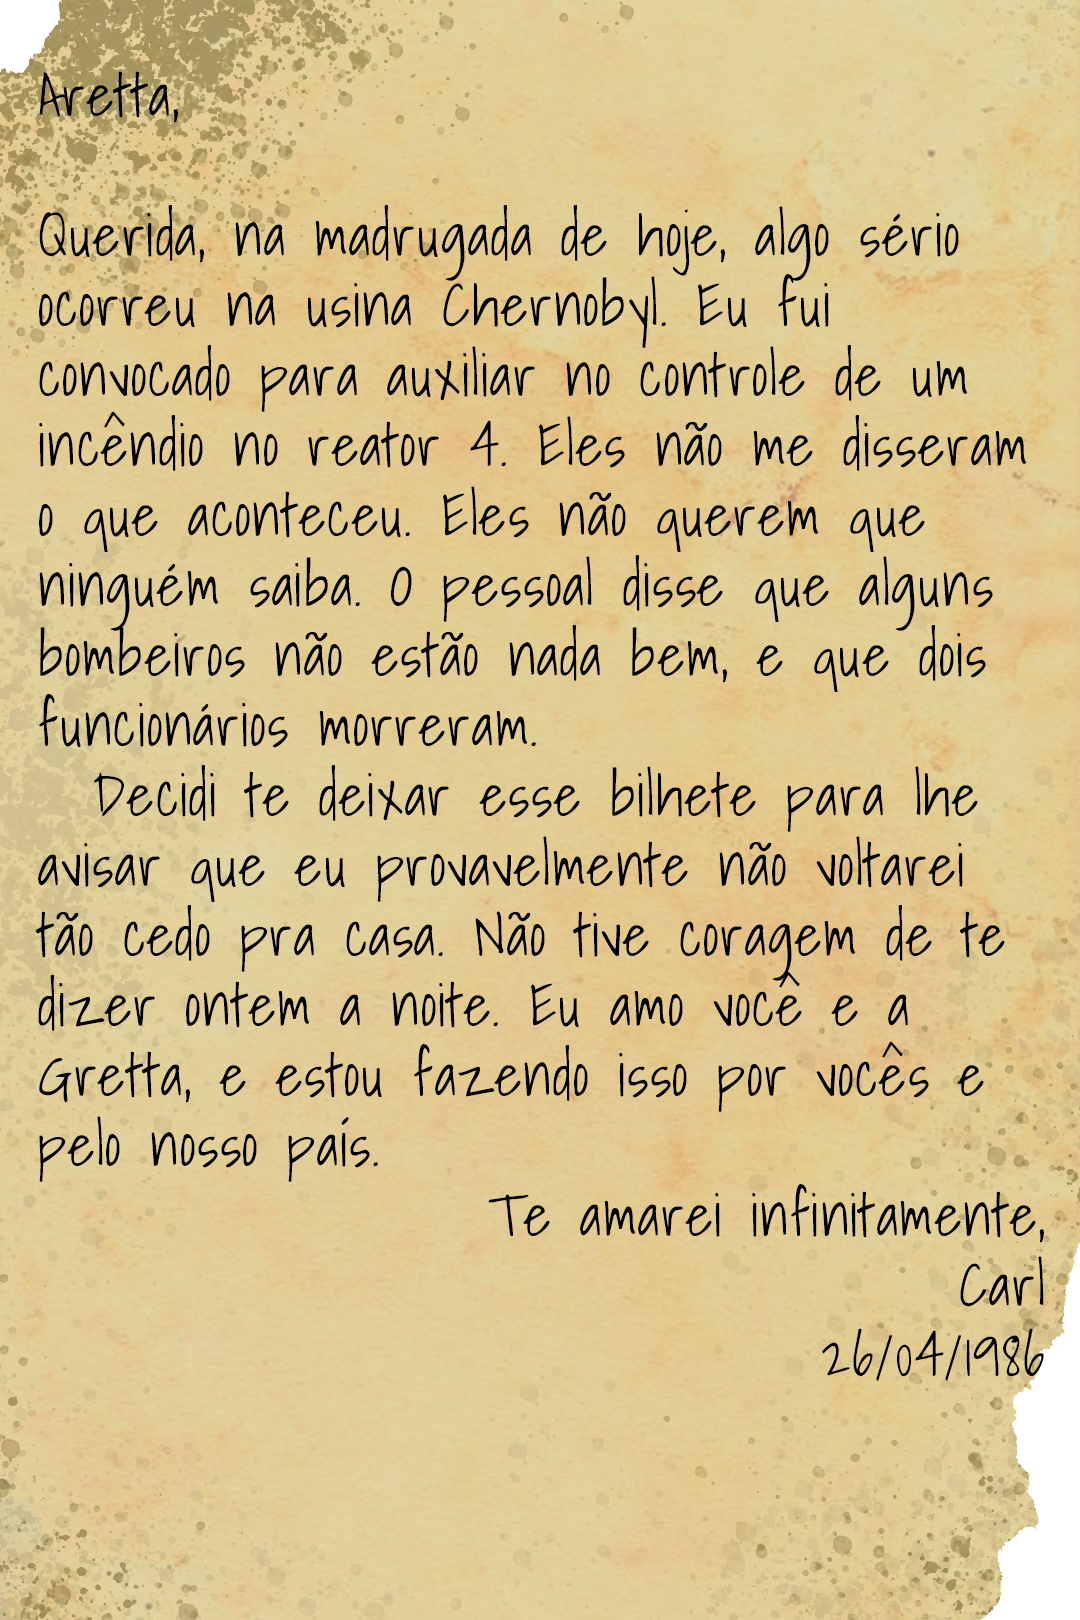 Aretta,
Querida, na madrugada de hoje, algo sério
ocorreu na usina Chernobyl. Eu fui
convocado para auxiliar no controle de um
incêndio no reator 4. Eles não me disseram
o que aconteceu. Eles não querem que
ninguém saiba. O pessoal disse que alguns
bombeiros não estão nada bem, e que dois
funcionários morreram.
Decidi te deixar esse bilhete para lhe
avisar que eu provavelmente não voltarei
tão cedo pra casa. Não tive coragem de te
dizer ontem a noite. Eu amo você e a
Gretta, e estou fazendo isso por vocês e
pelo nosso país.
Te amarei infinitamente,
Carl
26/04/1986